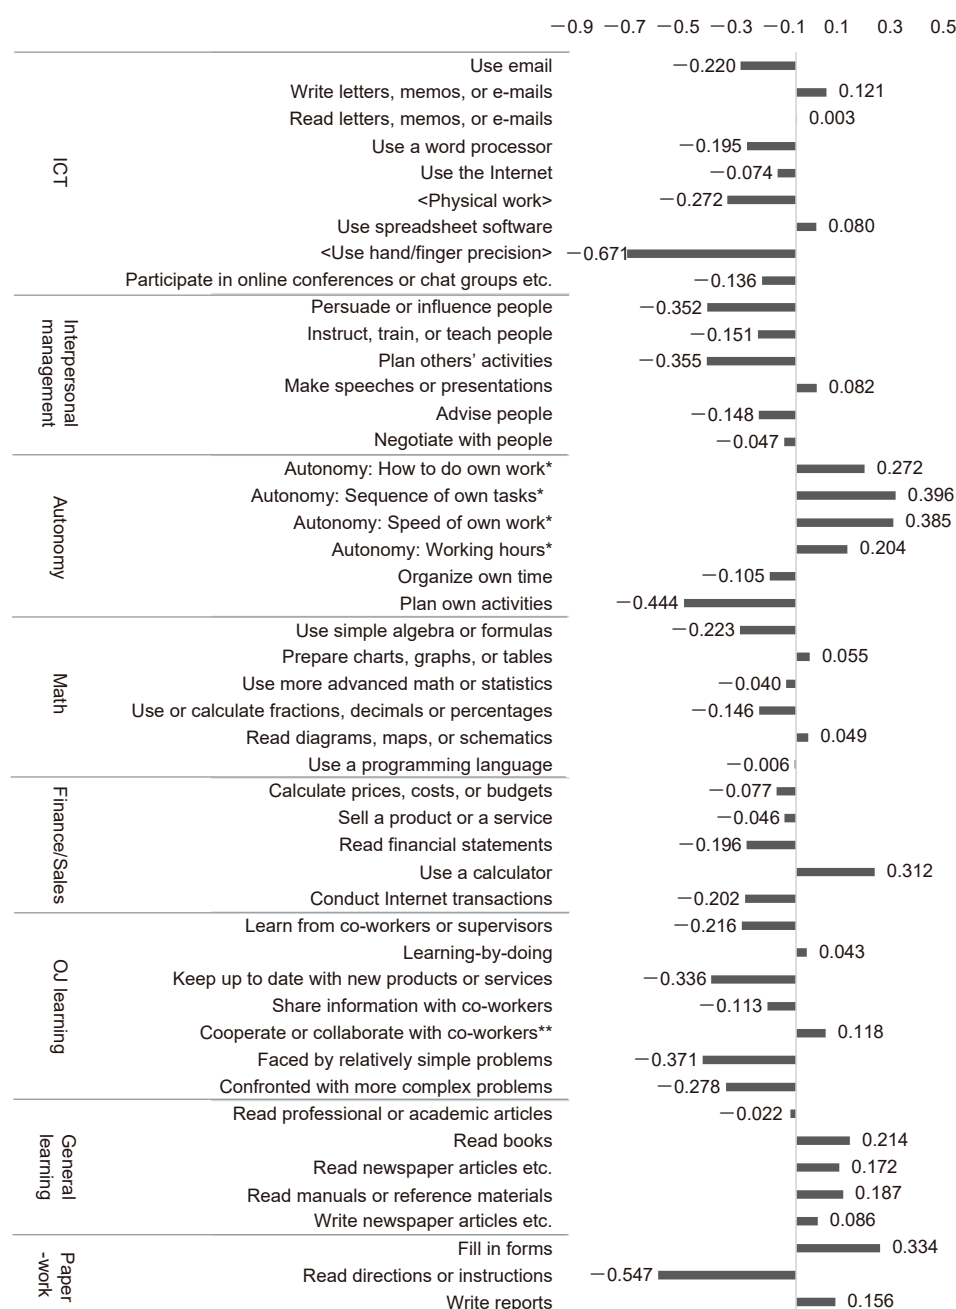 −0.9 −0.7 −0.5 −0.3 −0.1 0.1 0.3 0.5
ICT
Use email −0.220
Write letters, memos, or e-mails 0.121
Read letters, memos, or e-mails 0.003
Use a word processor −0.195
Use the Internet −0.074
<Physical work> −0.272
Use spreadsheet software 0.080
<Use hand/finger precision> −0.671
Participate in online conferences or chat groups etc. −0.136
Interpersonal
management
Persuade or influence people −0.352
Instruct, train, or teach people −0.151
Plan others’ activities −0.355
Make speeches or presentations 0.082
Advise people −0.148
Negotiate with people −0.047
Autonomy
Autonomy: How to do own work* 0.272
Autonomy: Sequence of own tasks* 0.396
Autonomy: Speed of own work* 0.385
Autonomy: Working hours* 0.204
Organize own time −0.105
Plan own activities −0.444
Math
Use simple algebra or formulas −0.223
Prepare charts, graphs, or tables 0.055
Use more advanced math or statistics −0.040
Use or calculate fractions, decimals or percentages −0.146
Read diagrams, maps, or schematics 0.049
Use a programming language −0.006
Finance/Sales
Calculate prices, costs, or budgets −0.077
Sell a product or a service −0.046
Read financial statements −0.196
Use a calculator 0.312
Conduct Internet transactions −0.202
OJ learning
Learn from co-workers or supervisors −0.216
Learning-by-doing 0.043
Keep up to date with new products or services −0.336
Share information with co-workers −0.113
Cooperate or collaborate with co-workers** 0.118
Faced by relatively simple problems −0.371
Confronted with more complex problems −0.278
General
learning
Read professional or academic articles −0.022
Read books 0.214
Read newspaper articles etc. 0.172
Read manuals or reference materials 0.187
Write newspaper articles etc. 0.086
Paper
-work
Fill in forms 0.334
Read directions or instructions −0.547
Write reports 0.156